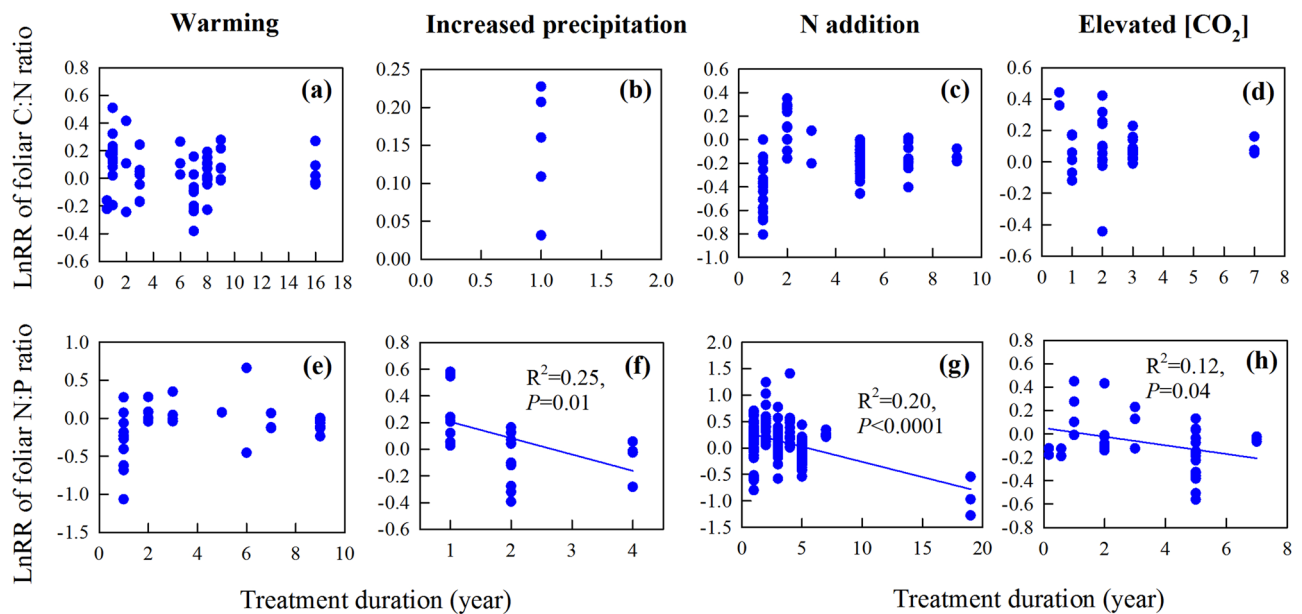 Warming
Increased precipitation
N addition
Elevated [CO₂]
LnRR of foliar C:N ratio
(a)
0.8
0.6
0.4
0.2
0.0
-0.2
-0.4
-0.6
0 2 4 6 8 10 12 14 16 18
(b)
0.25
0.20
0.15
0.10
0.05
0.00
0.0 0.5 1.0 1.5 2.0
(c)
0.6
0.4
0.2
0.0
-0.2
-0.4
-0.6
-0.8
-1.0
0 2 4 6 8 10
(d)
0.6
0.4
0.2
0.0
-0.2
-0.4
-0.6
0 1 2 3 4 5 6 7 8
LnRR of foliar N:P ratio
(e)
1.0
0.5
0.0
-0.5
-1.0
-1.5
0 2 4 6 8 10
(f)
R²=0.25,
P=0.01
0.8
0.6
0.4
0.2
0.0
-0.2
-0.4
-0.6
1 2 3 4
(g)
R²=0.20,
P<0.0001
2.0
1.5
1.0
0.5
0.0
-0.5
-1.0
-1.5
0 5 10 15 20
(h)
R²=0.12,
P=0.04
0.8
0.6
0.4
0.2
0.0
-0.2
-0.4
-0.6
-0.8
0 2 4 6 8
Treatment duration (year)
Treatment duration (year)